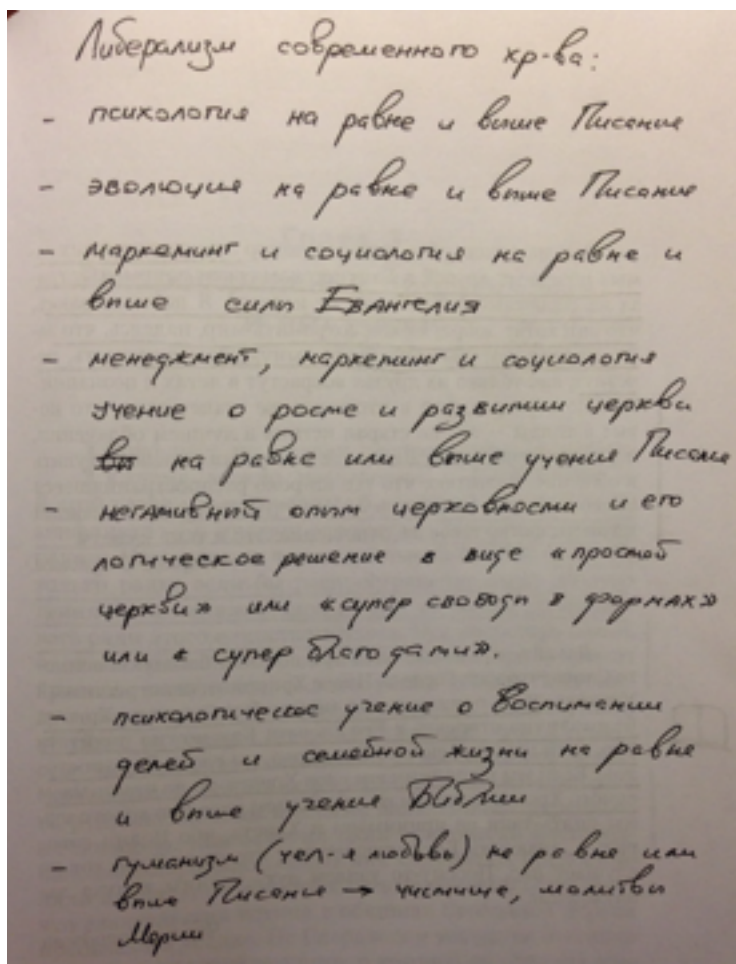 Либерализм современного хр-ва:
- психология на равне и выше Писание
- эволюция на равне и выше Писание
- маркетинг и социология на равне и
выше силы Евангелия
- менеджмент, маркетинг и социология
учение о росте и развитии церкви
вы на равне или выше учения Писание
- негативный опыт церковности и его
логическое решение в виде «простой
церкви» или «супер свободы в формах»
или «супер благодати».
- психологическое учение о воспитании
детей и семейной жизни на равне
и выше учение Библии
- гуманизм (чел-я любовь) на равне или
выше Писанье → чистище, молитвы
Марии